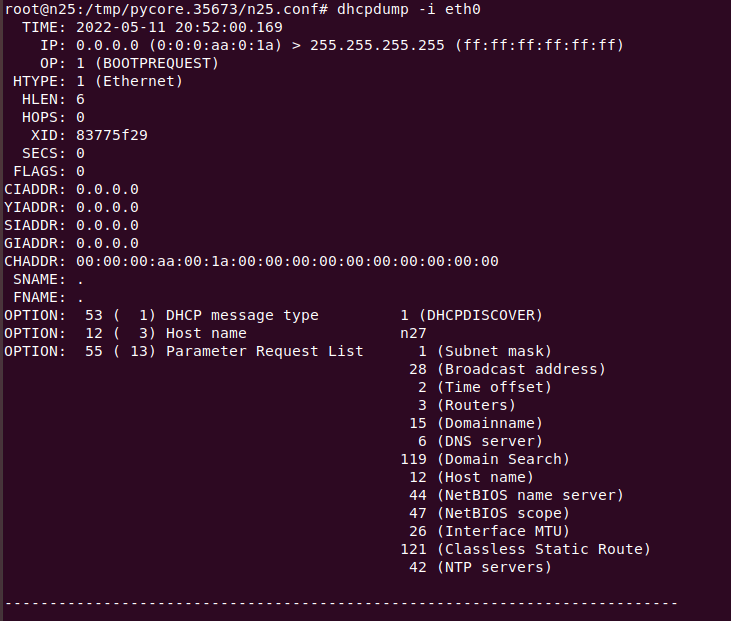 root@n25:/tmp/pycore.35673/n25.conf# dhcpdump -i eth0
  TIME: 2022-05-11 20:52:00.169
    IP: 0.0.0.0 (0:0:0:aa:0:1a) > 255.255.255.255 (ff:ff:ff:ff:ff:ff)
    OP: 1 (BOOTPREQUEST)
 HTYPE: 1 (Ethernet)
  HLEN: 6
  HOPS: 0
   XID: 83775f29
  SECS: 0
 FLAGS: 0
CIADDR: 0.0.0.0
YIADDR: 0.0.0.0
SIADDR: 0.0.0.0
GIADDR: 0.0.0.0
CHADDR: 00:00:00:aa:00:1a:00:00:00:00:00:00:00:00:00:00
 SNAME: .
 FNAME: .
OPTION:  53 (  1) DHCP message type         1 (DHCPDISCOVER)
OPTION:  12 (  3) Host name                 n27
OPTION:  55 ( 13) Parameter Request List      1 (Subnet mask)
                                             28 (Broadcast address)
                                              2 (Time offset)
                                              3 (Routers)
                                             15 (Domainname)
                                              6 (DNS server)
                                            119 (Domain Search)
                                             12 (Host name)
                                             44 (NetBIOS name server)
                                             47 (NetBIOS scope)
                                             26 (Interface MTU)
                                            121 (Classless Static Route)
                                             42 (NTP servers)
---------------------------------------------------------------------------